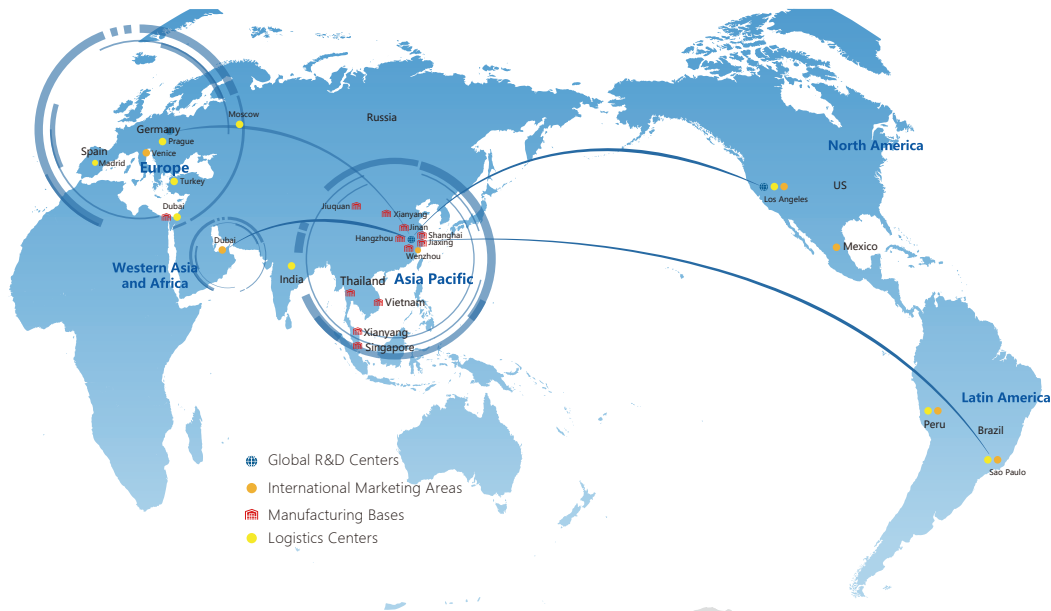 Moscow
Russia
Germany
Prague
Spain
Venice
Madrid
Europe
Turkey
Dubai
Dubai
Western Asia
and Africa
India
Jiuquan
Xianyang
Jinan
Shanghai
Hangzhou
Jiaxing
Wenzhou
Asia Pacific
Thailand
Vietnam
Xianyang
Singapore
North America
US
Los Angeles
Mexico
Latin America
Peru
Brazil
Sao Paulo
Global R&D Centers
International Marketing Areas
Manufacturing Bases
Logistics Centers